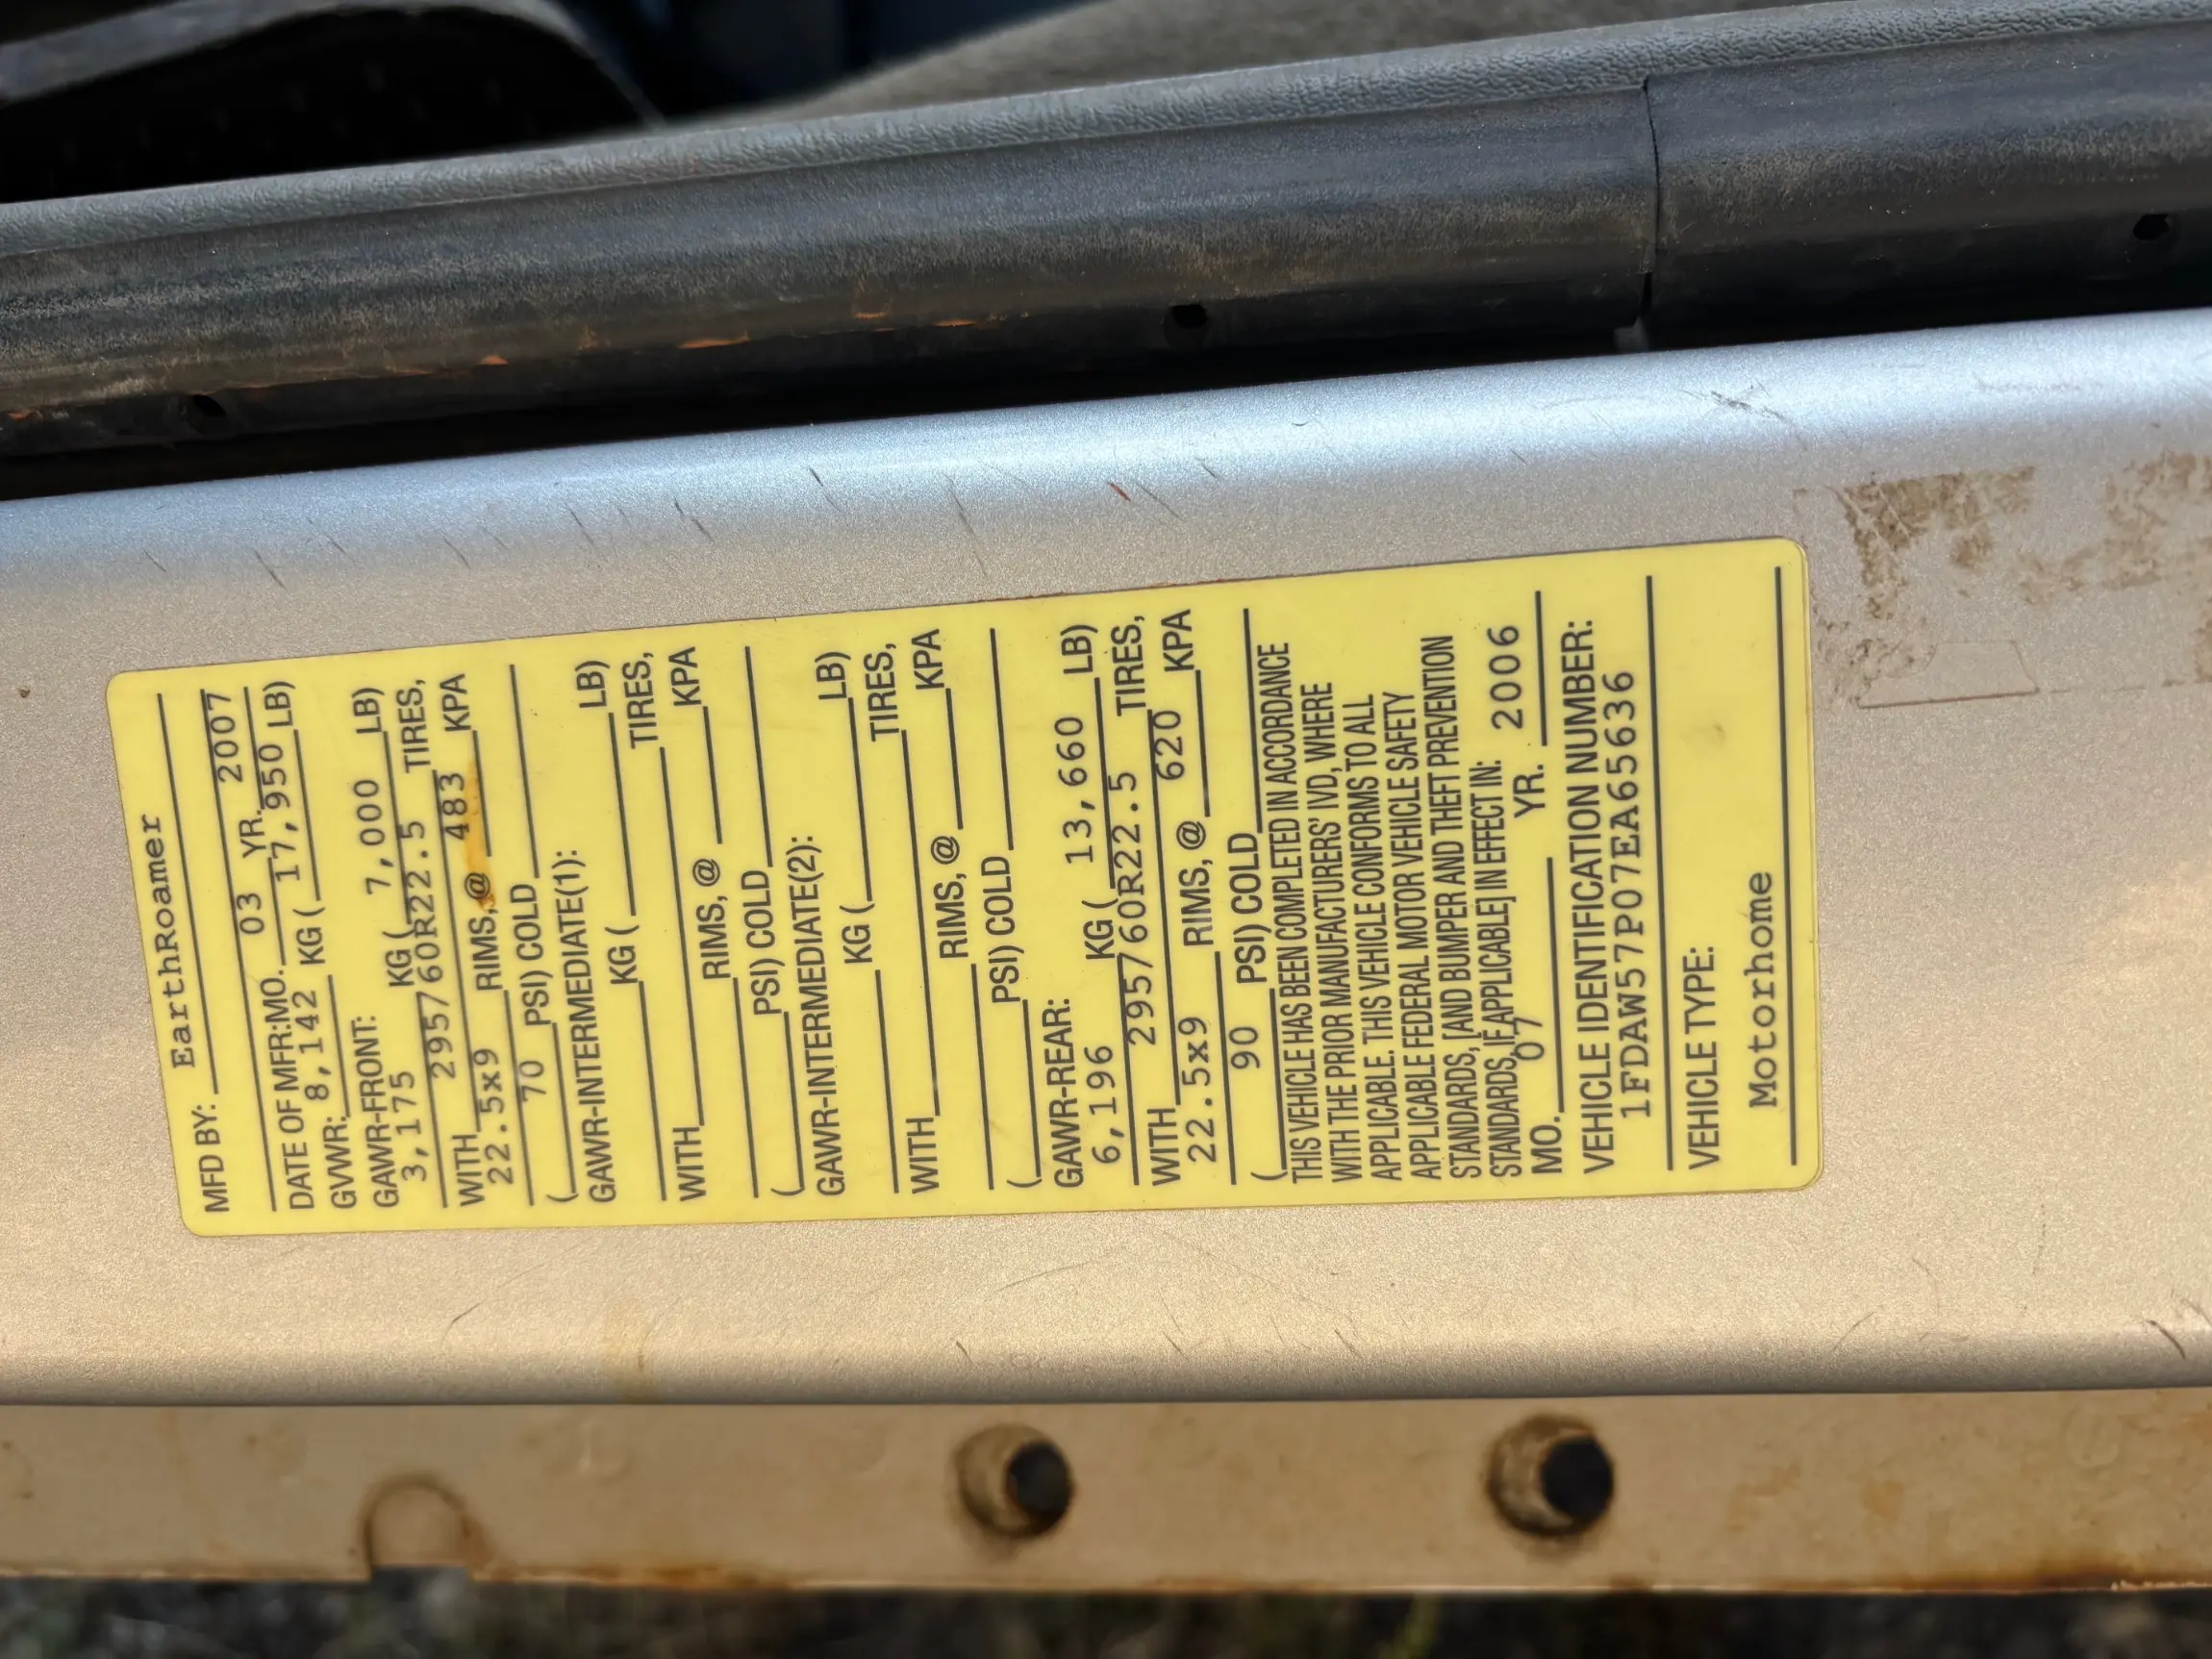 MFD BY: EarthRoamer
DATE OF MFR:MO. 03 YR. 2007
GVWR: 8,142 KG ( 17,950 LB)
GAWR-FRONT:
3,175 KG ( 7,000 LB)
WITH 295760R22.5 TIRES,
22.5x9 RIMS,@ 483 KPA
( 70 PSI) COLD
GAWR-INTERMEDIATE(1):
KG ( LB)
WITH TIRES,
RIMS, @ KPA
( PSI) COLD
GAWR-INTERMEDIATE(2):
KG ( LB)
WITH TIRES,
RIMS, @ KPA
( PSI) COLD
GAWR-REAR:
6,196 KG ( 13,660 LB)
WITH 295760R22.5 TIRES,
22.5x9 RIMS, @ 620 KPA
( 90 PSI) COLD
THIS VEHICLE HAS BEEN COMPLETED IN ACCORDANCE
WITH THE PRIOR MANUFACTURERS' IVD, WHERE
APPLICABLE. THIS VEHICLE CONFORMS TO ALL
APPLICABLE FEDERAL MOTOR VEHICLE SAFETY
STANDARDS, [AND BUMPER AND THEFT PREVENTION
STANDARDS, IF APPLICABLE] IN EFFECT IN:
MO. 07 YR. 2006
VEHICLE IDENTIFICATION NUMBER:
1FDAW57P07EA65636
VEHICLE TYPE:
Motorhome